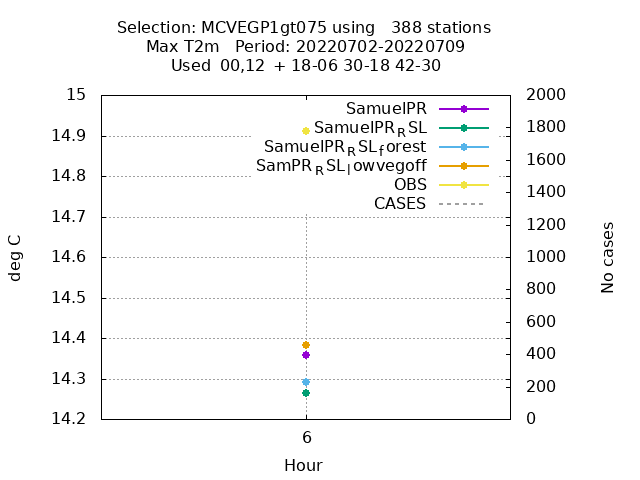 Selection: MCVEGP1gt075 using 388 stations
Max T2m Period: 20220702-20220709
Used 00,12 + 18-06 30-18 42-30
15
14.9
14.8
14.7
14.6
14.5
14.4
14.3
14.2
deg C
SamuelPR
SamuelPR_RSL
SamuelPR_RSL_forest
SamPR_RSL_lowvegoff
OBS
CASES
2000
1800
1600
1400
1200
1000
800
600
400
200
0
No cases
6
Hour